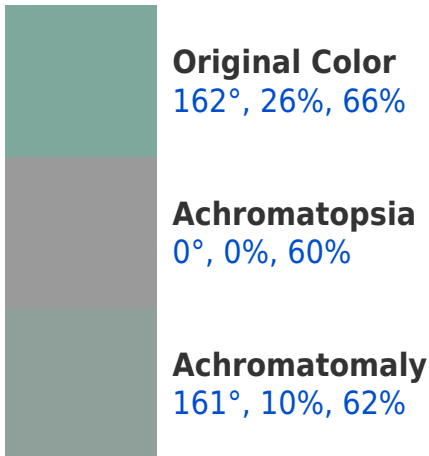 Original Color
162°, 26%, 66%
Achromatopsia
0°, 0%, 60%
Achromatomaly
161°, 10%, 62%